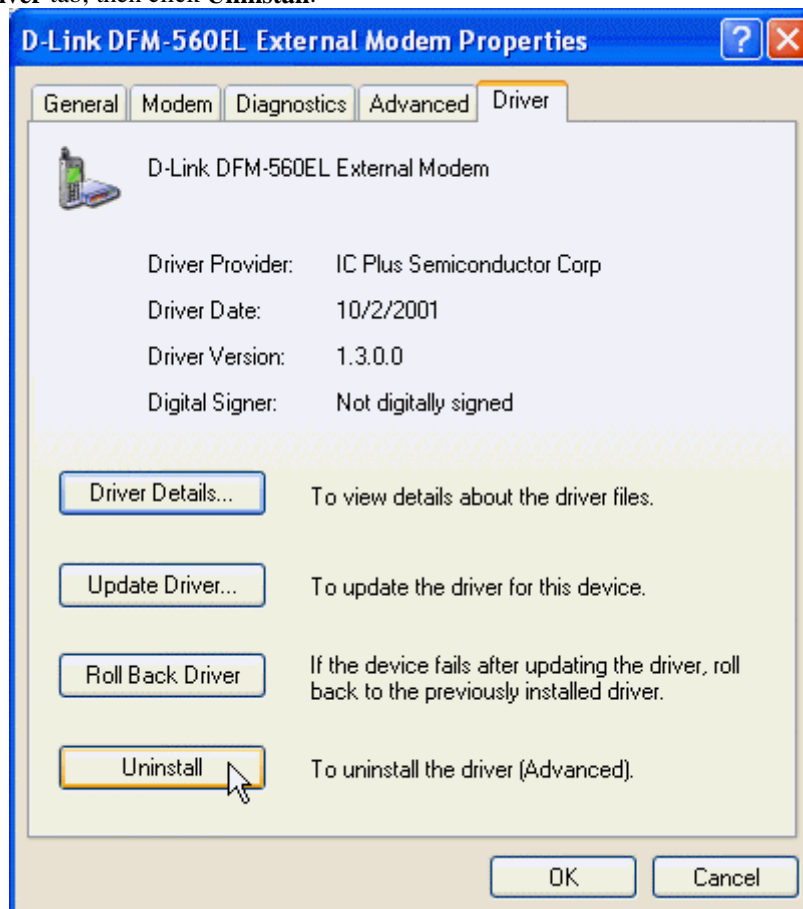 tab, then click Uninstall.
D-Link DFM-560EL External Modem Properties
General Modem Diagnostics Advanced Driver
D-Link DFM-560EL External Modem
Driver Provider: IC Plus Semiconductor Corp
Driver Date: 10/2/2001
Driver Version: 1.3.0.0
Digital Signer: Not digitally signed
Driver Details... To view details about the driver files.
Update Driver... To update the driver for this device.
Roll Back Driver If the device fails after updating the driver, roll
back to the previously installed driver.
Uninstall To uninstall the driver (Advanced).
OK Cancel